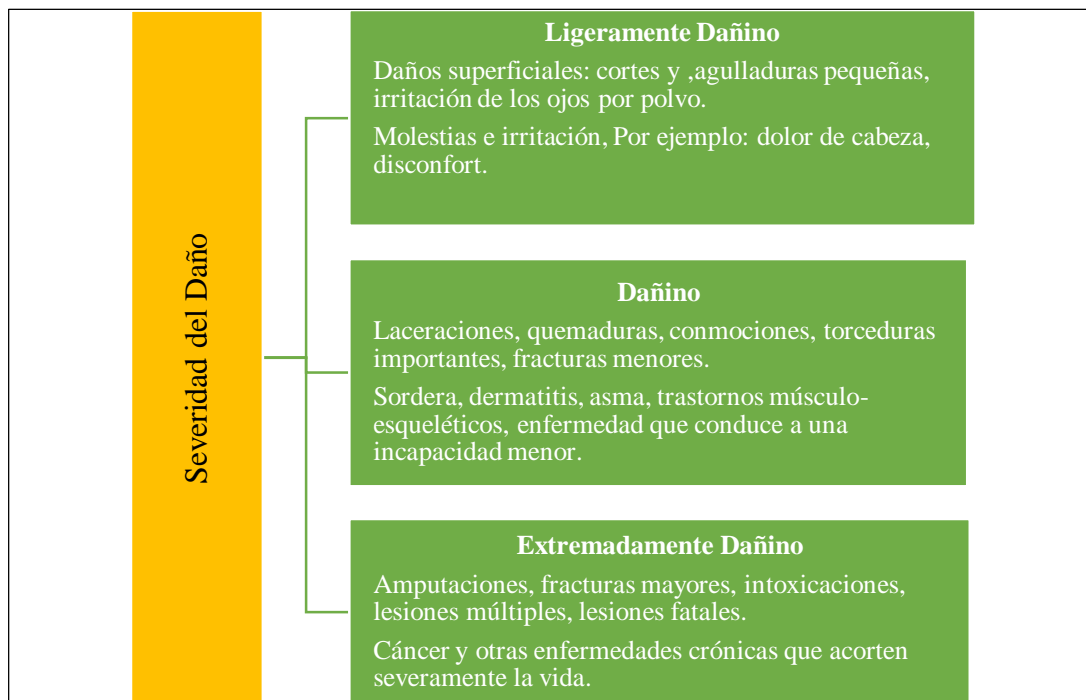 Severidad del Daño
Ligeramente Dañino
Daños superficiales: cortes y ,agulladuras pequeñas,
irritación de los ojos por polvo.
Molestias e irritación, Por ejemplo: dolor de cabeza,
disconfort.
Dañino
Laceraciones, quemaduras, conmociones, torceduras
importantes, fracturas menores.
Sordera, dermatitis, asma, trastornos músculo-
esqueléticos, enfermedad que conduce a una
incapacidad menor.
Extremadamente Dañino
Amputaciones, fracturas mayores, intoxicaciones,
lesiones múltiples, lesiones fatales.
Cáncer y otras enfermedades crónicas que acorten
severamente la vida.